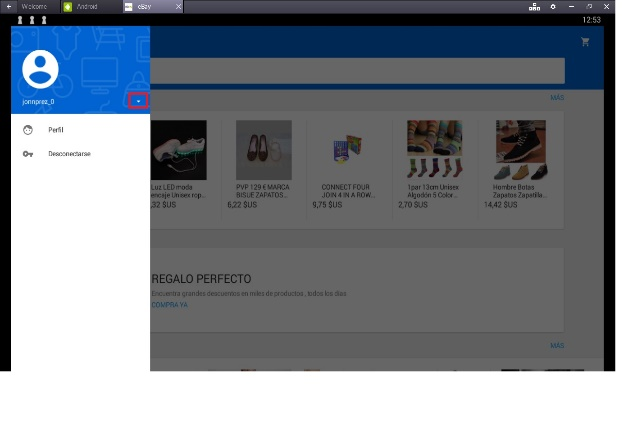 Welcome
Android
eBay
12:53
jonnprez_0
Perfil
Desconectarse
MÁS
Luz LED moda
encaje Unisex rop...
,32 $US
PVP 129 € MARCA
BISUE ZAPATOS...
6,22 $US
CONNECT FOUR
JOIN 4 IN A ROW...
9,75 $US
1par 13cm Unisex
Algodón 5 Color...
2,70 $US
Hombre Botas
Zapatos Zapatilla...
14,42 $US
REGALO PERFECTO
Encuentra grandes descuentos en miles de productos, todos los días
COMPRA YA
MÁS